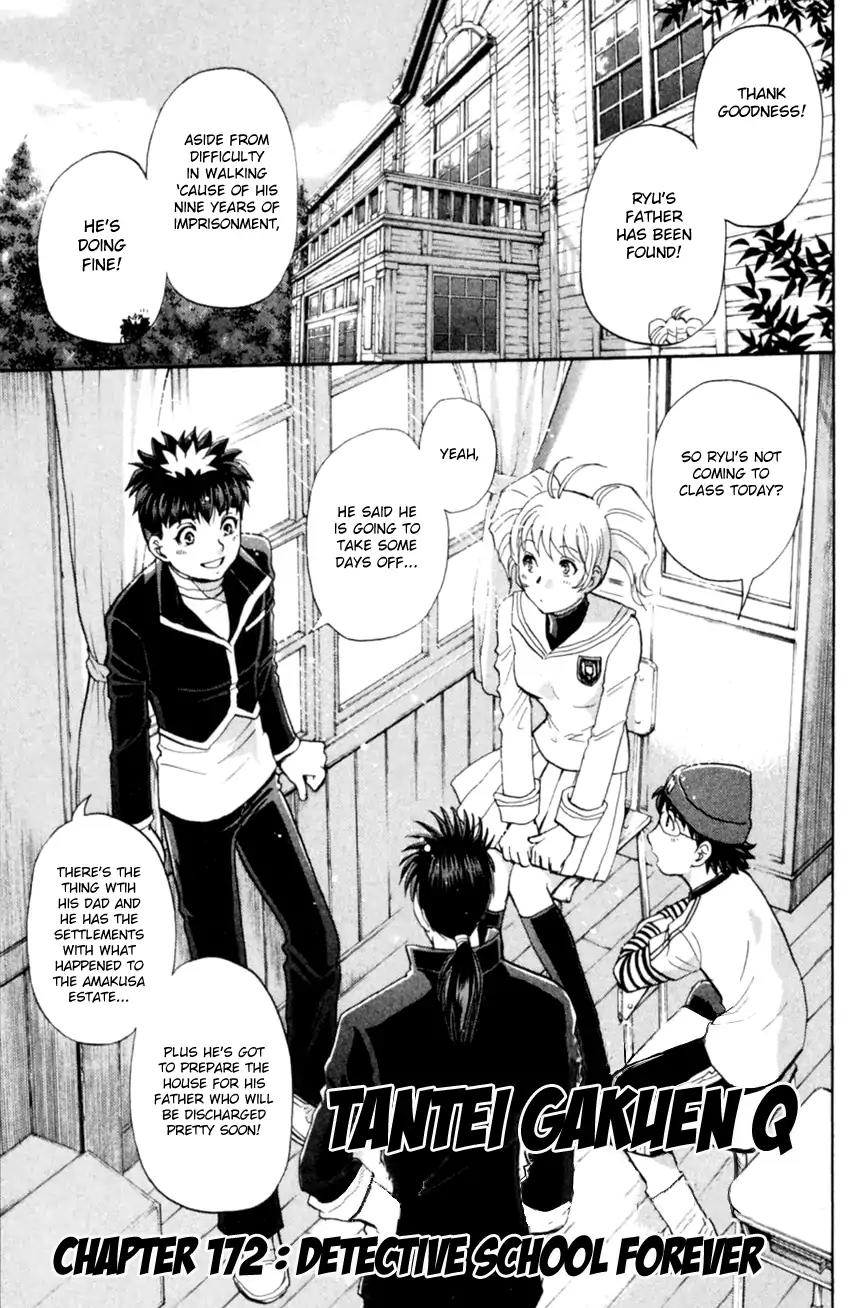 THANK
GOODNESS!
RYU'S
FATHER
HAS BEEN
FOUND!
ASIDE FROM
DIFFICULTY
IN WALKING
'CAUSE OF HIS
NINE YEARS OF
IMPRISONMENT,
HE'S
DOING
FINE!
SO RYU'S NOT
COMING TO
CLASS TODAY?
YEAH,
HE SAID HE
IS GOING TO
TAKE SOME
DAYS OFF...
THERE'S THE
THING WTIH
HIS DAD AND
HE HAS THE
SETTLEMENTS
WITH WHAT
HAPPENED TO
THE AMAKUSA
ESTATE...
PLUS HE'S GOT
TO PREPARE THE
HOUSE FOR HIS
FATHER WHO WILL
BE DISCHARGED
PRETTY SOON!
TANTEI GAKUEN Q
CHAPTER 172 : DETECTIVE SCHOOL FOREVER